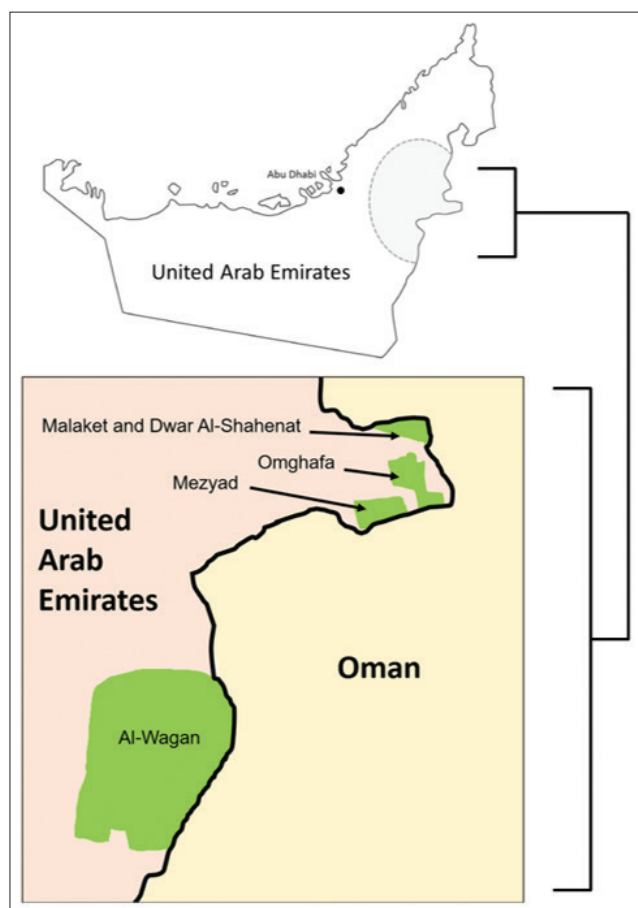 Abu Dhabi
United Arab Emirates
Malaket and Dwar Al-Shahenat
Omghafa
Mezyad
United
Arab
Emirates
Oman
Al-Wagan